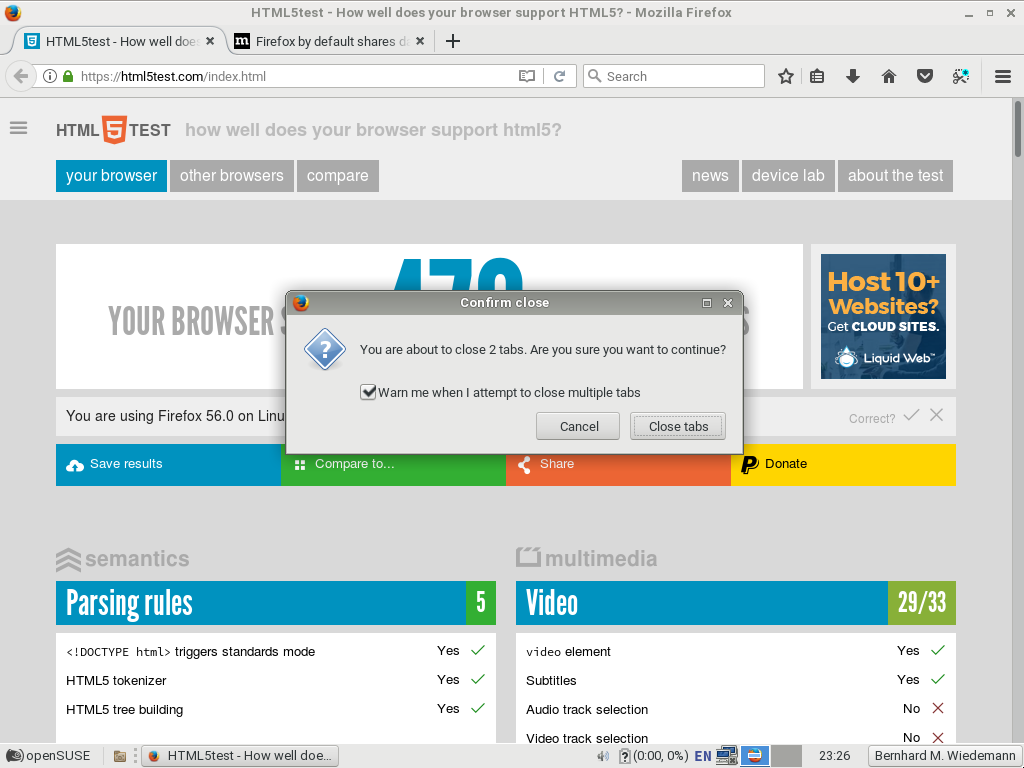 HTML5test - How well does your browser support HTML5? - Mozilla Firefox
HTML5test - How well does
Firefox by default shares da
https://html5test.com/index.html
Search
HTML 5 TEST how well does your browser support html5?
your browser other browsers compare news device lab about the test
YOUR BROWSER S
Host 10+
Websites?
Get CLOUD SITES.
Liquid Web™
Confirm close
You are about to close 2 tabs. Are you sure you want to continue?
Warn me when I attempt to close multiple tabs
Cancel Close tabs
You are using Firefox 56.0 on Linu
Correct?
Save results Compare to... Share Donate
semantics
Parsing rules 5
<!DOCTYPE html> triggers standards mode Yes
HTML5 tokenizer Yes
HTML5 tree building Yes
multimedia
Video 29/33
video element Yes
Subtitles Yes
Audio track selection No
Video track selection No
openSUSE HTML5test - How well doe... (0:00, 0%) EN 23:26 Bernhard M. Wiedemann